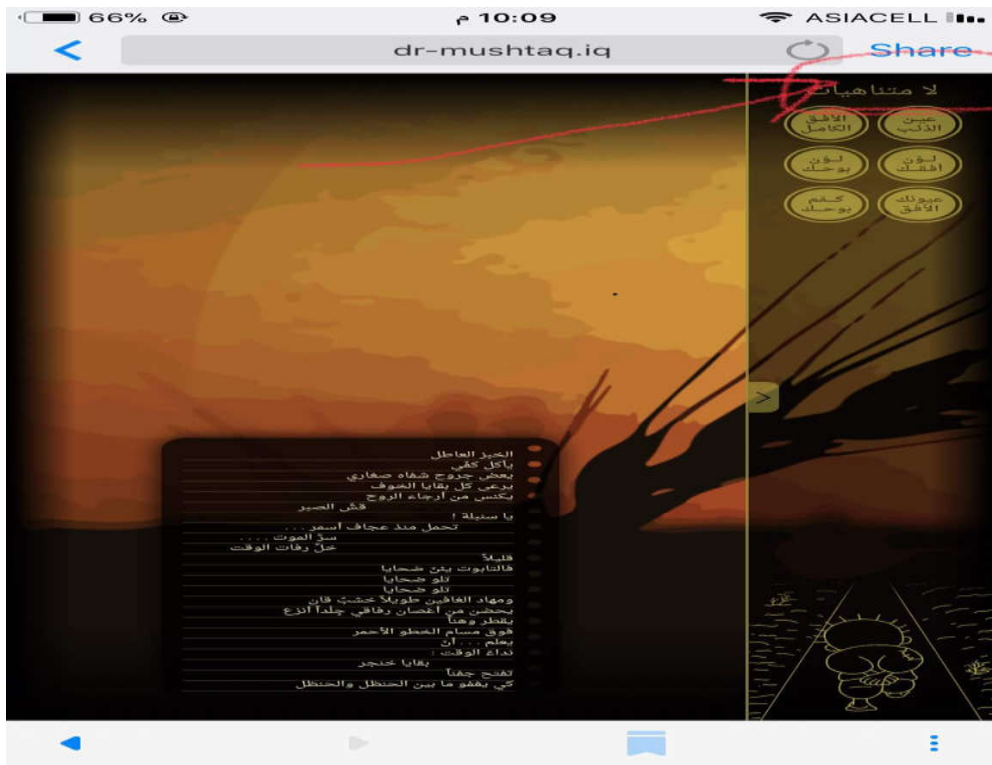 66%
10:09 م
ASIACELL
dr-mushtaq.iq
Share
لا متناهيات
عين الذئب
الأفق الكامل
لون أفقك
لون بوحك
عيونك الأفق
كفم بوحك
الخبز العاطل
يأكل كفّي
يعض جروح شفاه صغاري
يرعى كل بقايا الخوف
يكنس من أرجاء الروح
قشّ الصبر
يا سنبلة !
تحمل منذ عجاف أسمر ...
سرّ الموت ....
خلّ رفات الوقت
قليلاً
فالتابوت يئنّ ضحايا
تلو ضحايا
تلو ضحايا
ومهاد الغافين طويلاً خشبٌ قان
يحضن من أغصان رفاقي جلداً أنزع
يقطر وهناً
فوق مسام الخطو الأحمر
يعلم ... أنّ
نداء الوقت :
بقايا خنجر
تفتح جفناً
كي يغفو ما بين الحنظل والحنظل